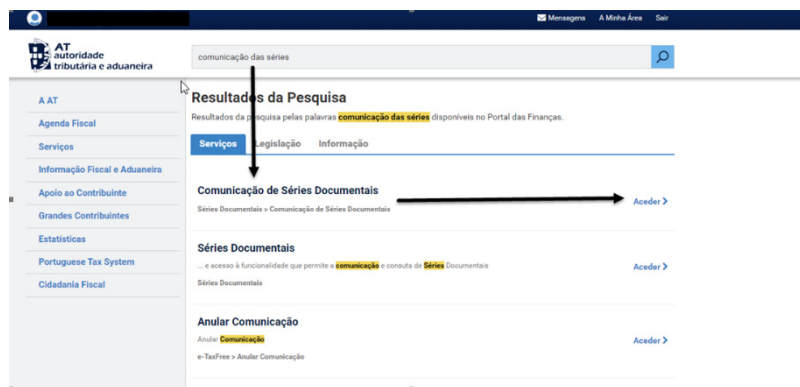 Mensagens A Minha Área Sair
AT
autoridade
tributária e aduaneira
comunicação das séries
A AT
Agenda Fiscal
Serviços
Informação Fiscal e Aduaneira
Apoio ao Contribuinte
Grandes Contribuintes
Estatísticas
Portuguese Tax System
Cidadania Fiscal
Resultados da Pesquisa
Resultados da pesquisa pelas palavras comunicação das séries disponíveis no Portal das Finanças.
Serviços Legislação Informação
Comunicação de Séries Documentais
Séries Documentais > Comunicação de Séries Documentais
Aceder >
Séries Documentais
... e acesso à funcionalidade que permite a comunicação e consuta de Séries Documentais
Séries Documentais
Aceder >
Anular Comunicação
Anular Comunicação
e-TaxFree > Anular Comunicação
Aceder >